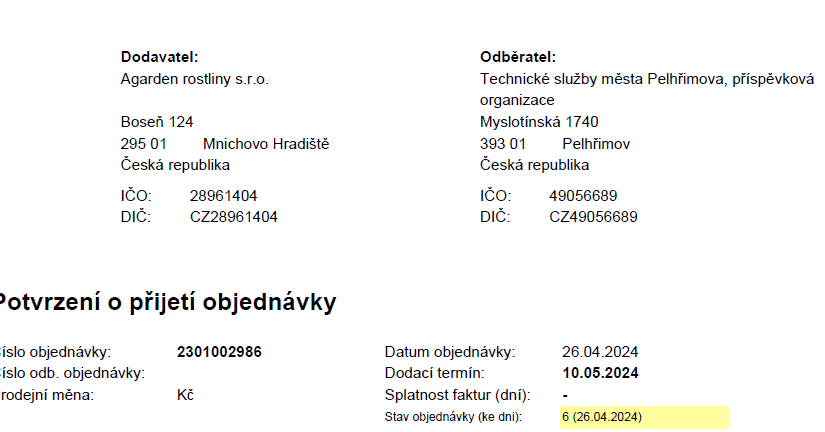 Dodavatel:
Agarden rostliny s.r.o.
Boseň 124
295 01 Mnichovo Hradiště
Česká republika
IČO: 28961404
DIČ: CZ28961404
Odběratel:
Technické služby města Pelhřimova, příspěvková
organizace
Myslotínská 1740
393 01 Pelhřimov
Česká republika
IČO: 49056689
DIČ: CZ49056689
Potvrzení o přijetí objednávky
íslo objednávky: 2301002986
íslo odb. objednávky:
rodejní měna: Kč
Datum objednávky: 26.04.2024
Dodací termín: 10.05.2024
Splatnost faktur (dní): -
Stav objednávky (ke dni): 6 (26.04.2024)